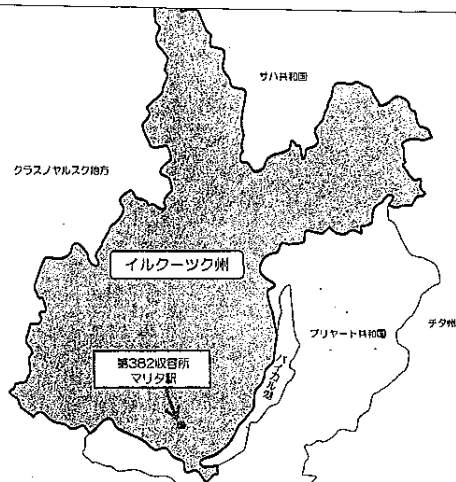 サハ共和国
クラスノヤルスク地方
イルクーツク州
ブリヤート共和国
チタ州
バイカル湖
第382収容所
マリタ駅